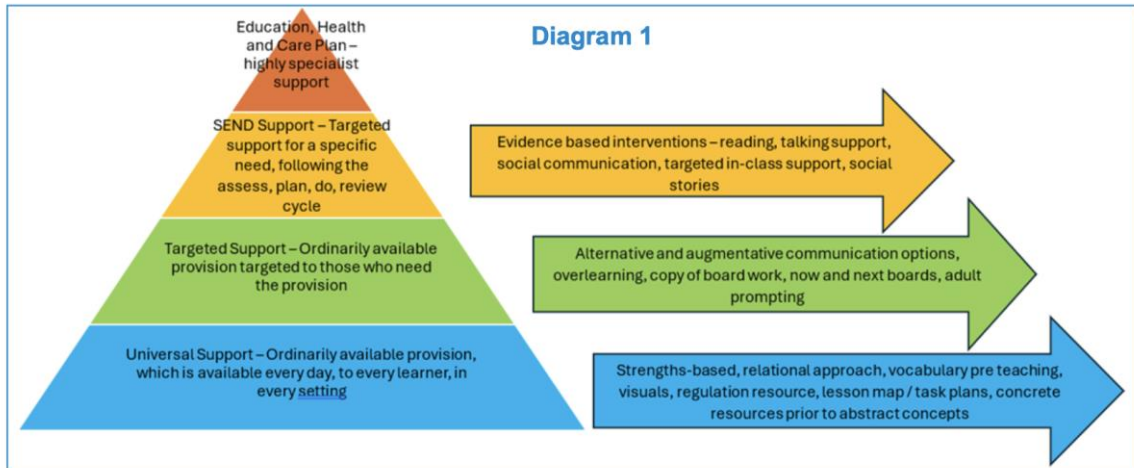 Diagram 1
Education, Health
and Care Plan –
highly specialist
support
SEND Support – Targeted
support for a specific
need, following the
assess, plan, do, review
cycle
Evidence based interventions – reading, talking support,
social communication, targeted in-class support, social
stories
Targeted Support – Ordinarily available
provision targeted to those who need
the provision
Alternative and augmentative communication options,
overlearning, copy of board work, now and next boards, adult
prompting
Universal Support – Ordinarily available provision,
which is available every day, to every learner, in
every setting
Strengths-based, relational approach, vocabulary pre teaching,
visuals, regulation resource, lesson map / task plans, concrete
resources prior to abstract concepts